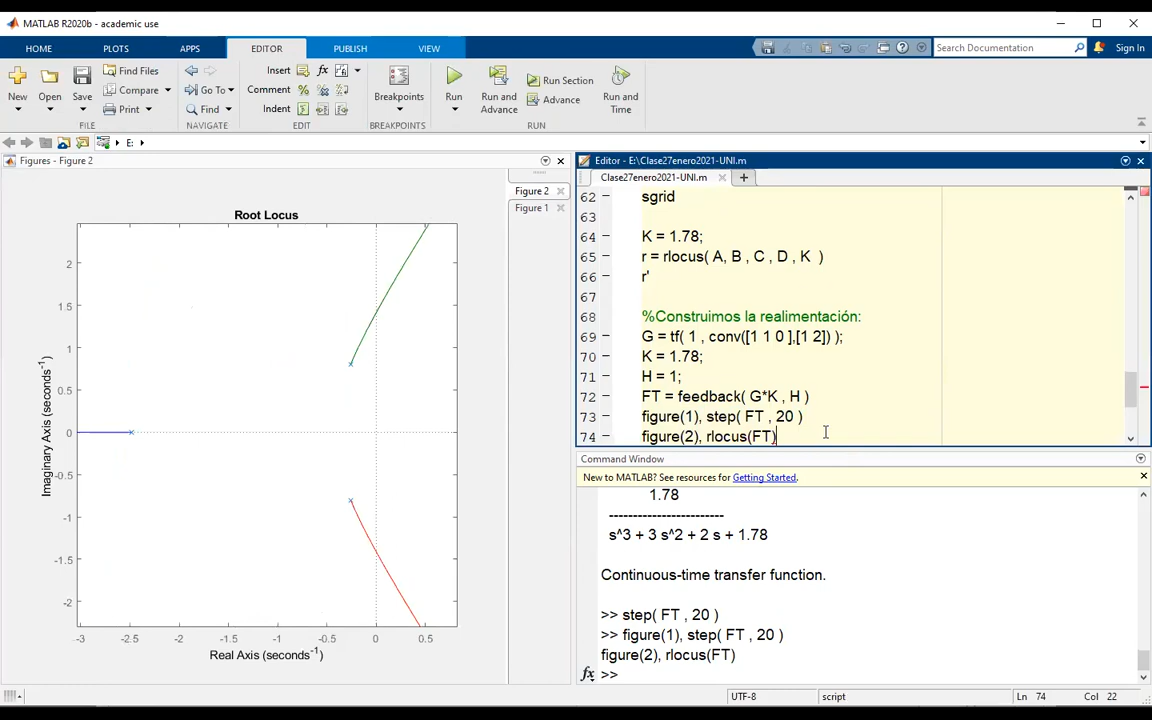 MATLAB R2020b - academic use
HOME PLOTS APPS EDITOR PUBLISH VIEW
Search Documentation
Sign In
New
Open
Save
Find Files
Compare
Print
FILE
Go To
Find
NAVIGATE
Insert
Comment
Indent
EDIT
Breakpoints
BREAKPOINTS
Run
Run and Advance
Run Section
Advance
Run and Time
RUN
E:
Figures - Figure 2
Figure 2
Figure 1
Root Locus
2
1.5
1
0.5
0
-0.5
-1
-1.5
-2
Imaginary Axis (seconds-1)
-3 -2.5 -2 -1.5 -1 -0.5 0 0.5
Real Axis (seconds-1)
Editor - E:\Clase27enero2021-UNI.m
Clase27enero2021-UNI.m
62 sgrid
63
64 K = 1.78;
65 r = rlocus( A, B , C , D , K )
66 r'
67
68 %Construimos la realimentación:
69 G = tf( 1 , conv([1 1 0 ],[1 2]) );
70 K = 1.78;
71 H = 1;
72 FT = feedback( G*K , H )
73 figure(1), step( FT , 20 )
74 figure(2), rlocus(FT)
Command Window
New to MATLAB? See resources for Getting Started.
1.78
-----------------------
s^3 + 3 s^2 + 2 s + 1.78
Continuous-time transfer function.
>> step( FT , 20 )
>> figure(1), step( FT , 20 )
figure(2), rlocus(FT)
fx >>
UTF-8 script Ln 74 Col 22